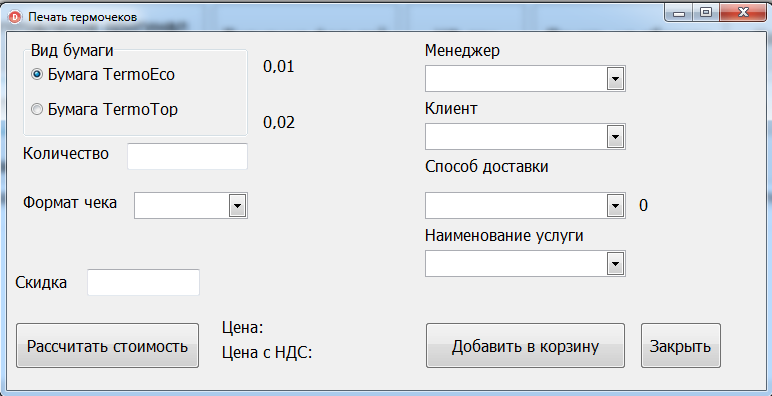 Печать термочеков
Вид бумаги
Бумага TermoEco
0,01
Бумага TermoTop
0,02
Количество
Формат чека
Скидка
Менеджер
Клиент
Способ доставки
0
Наименование услуги
Рассчитать стоимость
Цена:
Цена с НДС:
Добавить в корзину
Закрыть